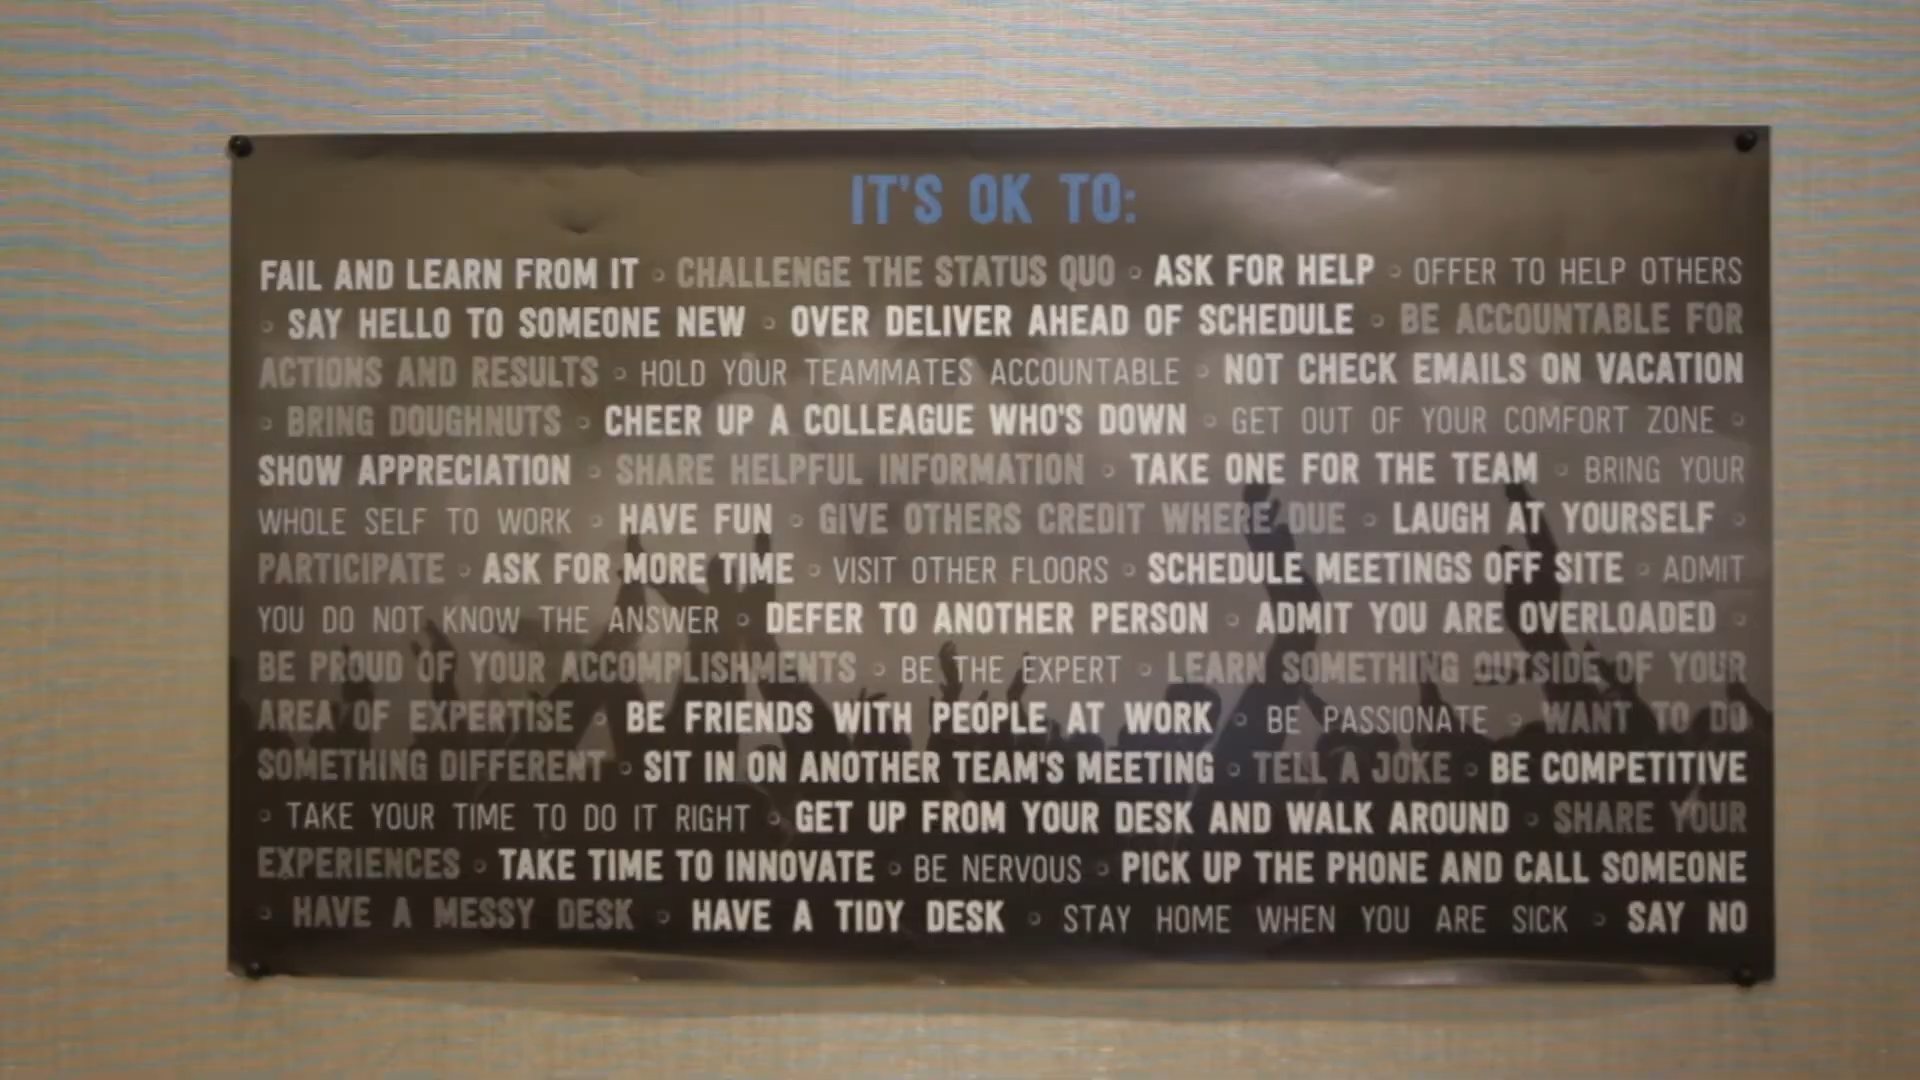 IT'S OK TO:
FAIL AND LEARN FROM IT ◦ CHALLENGE THE STATUS QUO ◦ ASK FOR HELP ◦ OFFER TO HELP OTHERS
◦ SAY HELLO TO SOMEONE NEW ◦ OVER DELIVER AHEAD OF SCHEDULE ◦ BE ACCOUNTABLE FOR
ACTIONS AND RESULTS ◦ HOLD YOUR TEAMMATES ACCOUNTABLE ◦ NOT CHECK EMAILS ON VACATION
◦ BRING DOUGHNUTS ◦ CHEER UP A COLLEAGUE WHO'S DOWN ◦ GET OUT OF YOUR COMFORT ZONE ◦
SHOW APPRECIATION ◦ SHARE HELPFUL INFORMATION ◦ TAKE ONE FOR THE TEAM ◦ BRING YOUR
WHOLE SELF TO WORK ◦ HAVE FUN ◦ GIVE OTHERS CREDIT WHERE DUE ◦ LAUGH AT YOURSELF ◦
PARTICIPATE ◦ ASK FOR MORE TIME ◦ VISIT OTHER FLOORS ◦ SCHEDULE MEETINGS OFF SITE ◦ ADMIT
YOU DO NOT KNOW THE ANSWER ◦ DEFER TO ANOTHER PERSON ◦ ADMIT YOU ARE OVERLOADED ◦
BE PROUD OF YOUR ACCOMPLISHMENTS ◦ BE THE EXPERT ◦ LEARN SOMETHING OUTSIDE OF YOUR
AREA OF EXPERTISE ◦ BE FRIENDS WITH PEOPLE AT WORK ◦ BE PASSIONATE ◦ WANT TO DO
SOMETHING DIFFERENT ◦ SIT IN ON ANOTHER TEAM'S MEETING ◦ TELL A JOKE ◦ BE COMPETITIVE
◦ TAKE YOUR TIME TO DO IT RIGHT ◦ GET UP FROM YOUR DESK AND WALK AROUND ◦ SHARE YOUR
EXPERIENCES ◦ TAKE TIME TO INNOVATE ◦ BE NERVOUS ◦ PICK UP THE PHONE AND CALL SOMEONE
◦ HAVE A MESSY DESK ◦ HAVE A TIDY DESK ◦ STAY HOME WHEN YOU ARE SICK ◦ SAY NO